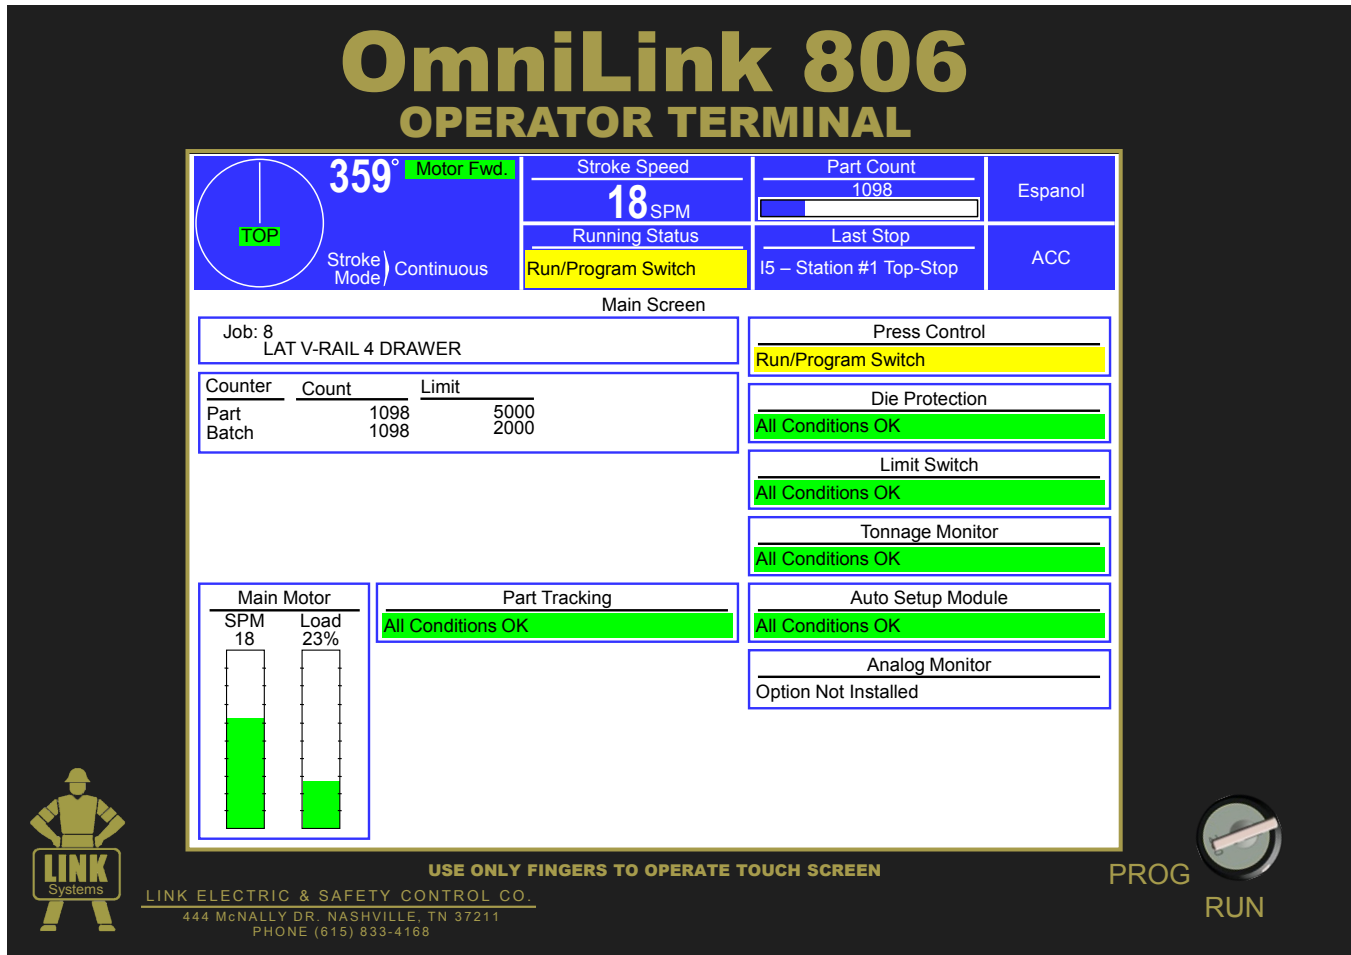 OmniLink 806
OPERATOR TERMINAL
359° Motor Fwd.
TOP
Stroke Mode Continuous
Stroke Speed
18 SPM
Part Count
1098
Espanol
Running Status
Run/Program Switch
Last Stop
I5 – Station #1 Top-Stop
ACC
Main Screen
Job: 8
LAT V-RAIL 4 DRAWER
Counter Count Limit
Part 1098 5000
Batch 1098 2000
Press Control
Run/Program Switch
Die Protection
All Conditions OK
Limit Switch
All Conditions OK
Tonnage Monitor
All Conditions OK
Main Motor
SPM Load
18 23%
Part Tracking
All Conditions OK
Auto Setup Module
All Conditions OK
Analog Monitor
Option Not Installed
USE ONLY FINGERS TO OPERATE TOUCH SCREEN
LINK
Systems
LINK ELECTRIC & SAFETY CONTROL CO.
444 McNALLY DR. NASHVILLE, TN 37211
PHONE (615) 833-4168
PROG
RUN